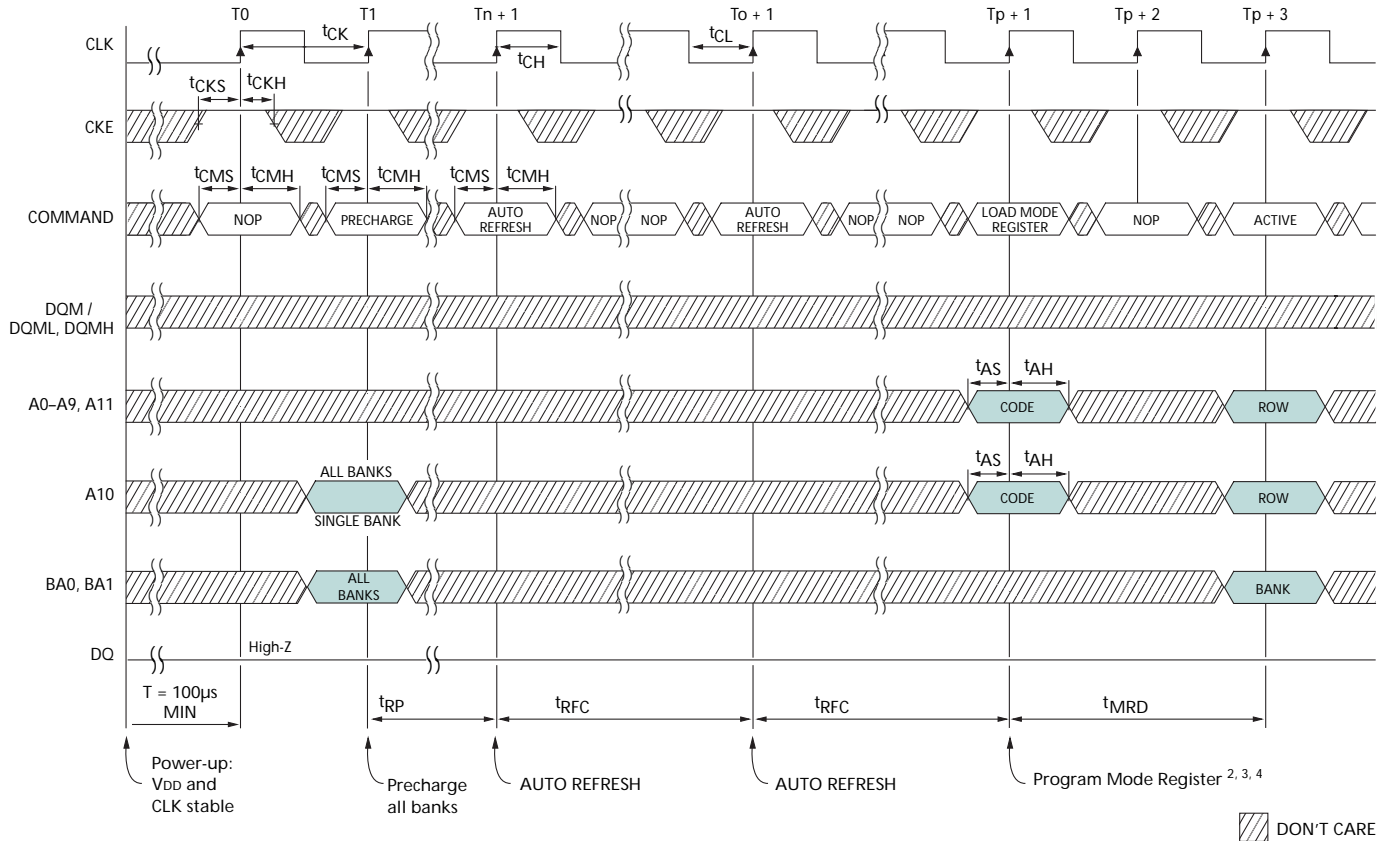 T0 T1 Tn + 1 To + 1 Tp + 1 Tp + 2 Tp + 3
CLK tCK tCH tCL
tCKS tCKH
CKE
tCMS tCMH tCMS tCMH tCMS tCMH
COMMAND NOP PRECHARGE AUTO REFRESH NOP NOP AUTO REFRESH NOP NOP LOAD MODE REGISTER NOP ACTIVE
DQM /
DQML, DQMH
tAS tAH
A0–A9, A11 CODE ROW
ALL BANKS tAS tAH
A10 CODE ROW
SINGLE BANK
BA0, BA1 ALL BANKS BANK
DQ High-Z
T = 100µs
MIN
tRP tRFC tRFC tMRD
Power-up:
VDD and
CLK stable
Precharge
all banks
AUTO REFRESH
AUTO REFRESH
Program Mode Register 2, 3, 4
DON'T CARE